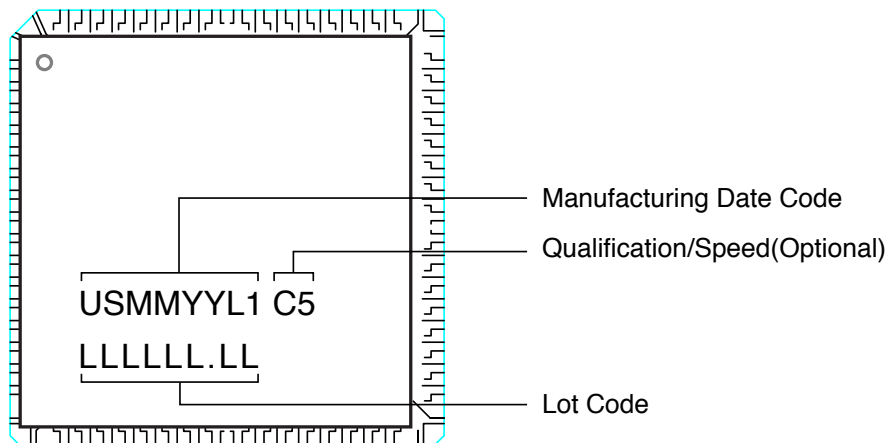 Manufacturing Date Code
Qualification/Speed(Optional)
USMMYYL1 C5
LLLLLL.LL
Lot Code